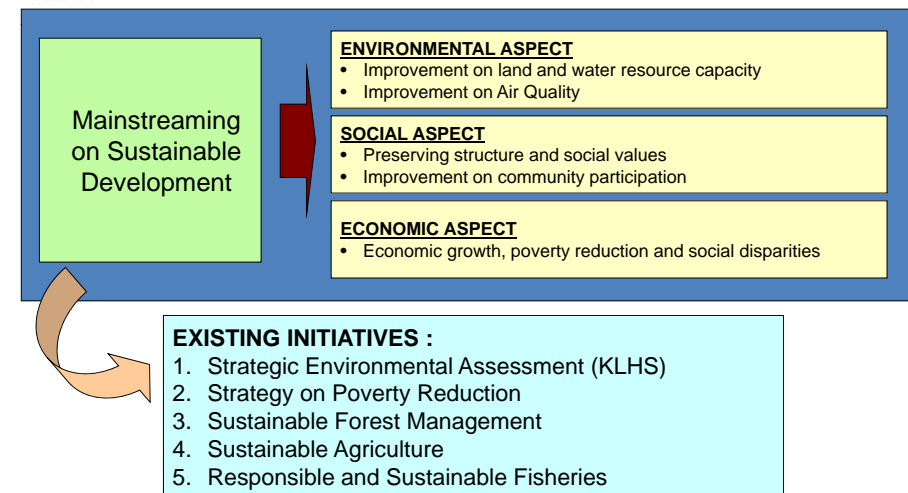 Mainstreaming
on Sustainable
Development
ENVIRONMENTAL ASPECT
• Improvement on land and water resource capacity
• Improvement on Air Quality
SOCIAL ASPECT
• Preserving structure and social values
• Improvement on community participation
ECONOMIC ASPECT
• Economic growth, poverty reduction and social disparities
EXISTING INITIATIVES :
1. Strategic Environmental Assessment (KLHS)
2. Strategy on Poverty Reduction
3. Sustainable Forest Management
4. Sustainable Agriculture
5. Responsible and Sustainable Fisheries